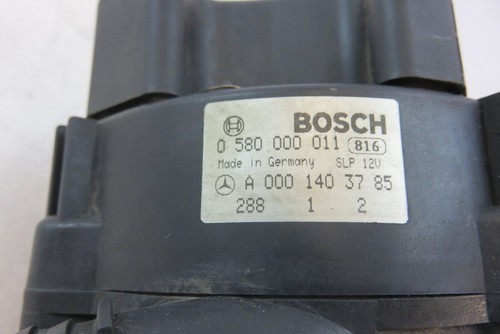 BOSCH
0 580 000 011 816
Made in Germany SLP 12V
A 000 140 37 85
288 1 2